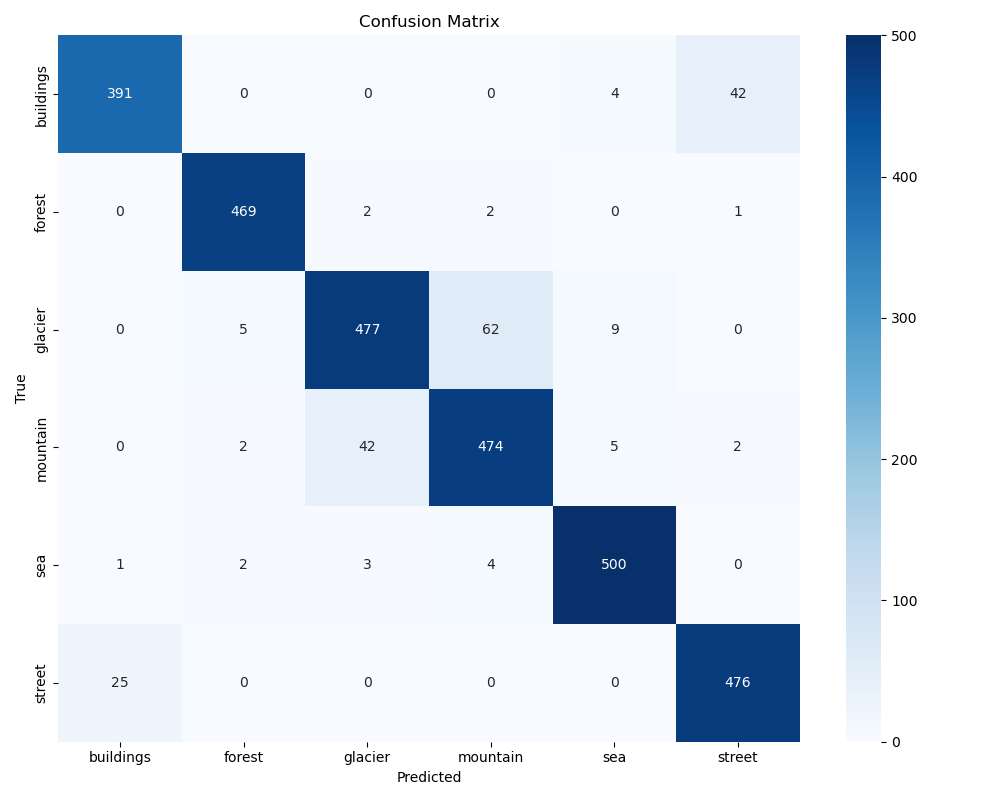 Confusion Matrix
buildings 391 0 0 0 4 42
forest 0 469 2 2 0 1
glacier 0 5 477 62 9 0
mountain 0 2 42 474 5 2
sea 1 2 3 4 500 0
street 25 0 0 0 0 476
True
buildings forest glacier mountain sea street
Predicted
500
400
300
200
100
0